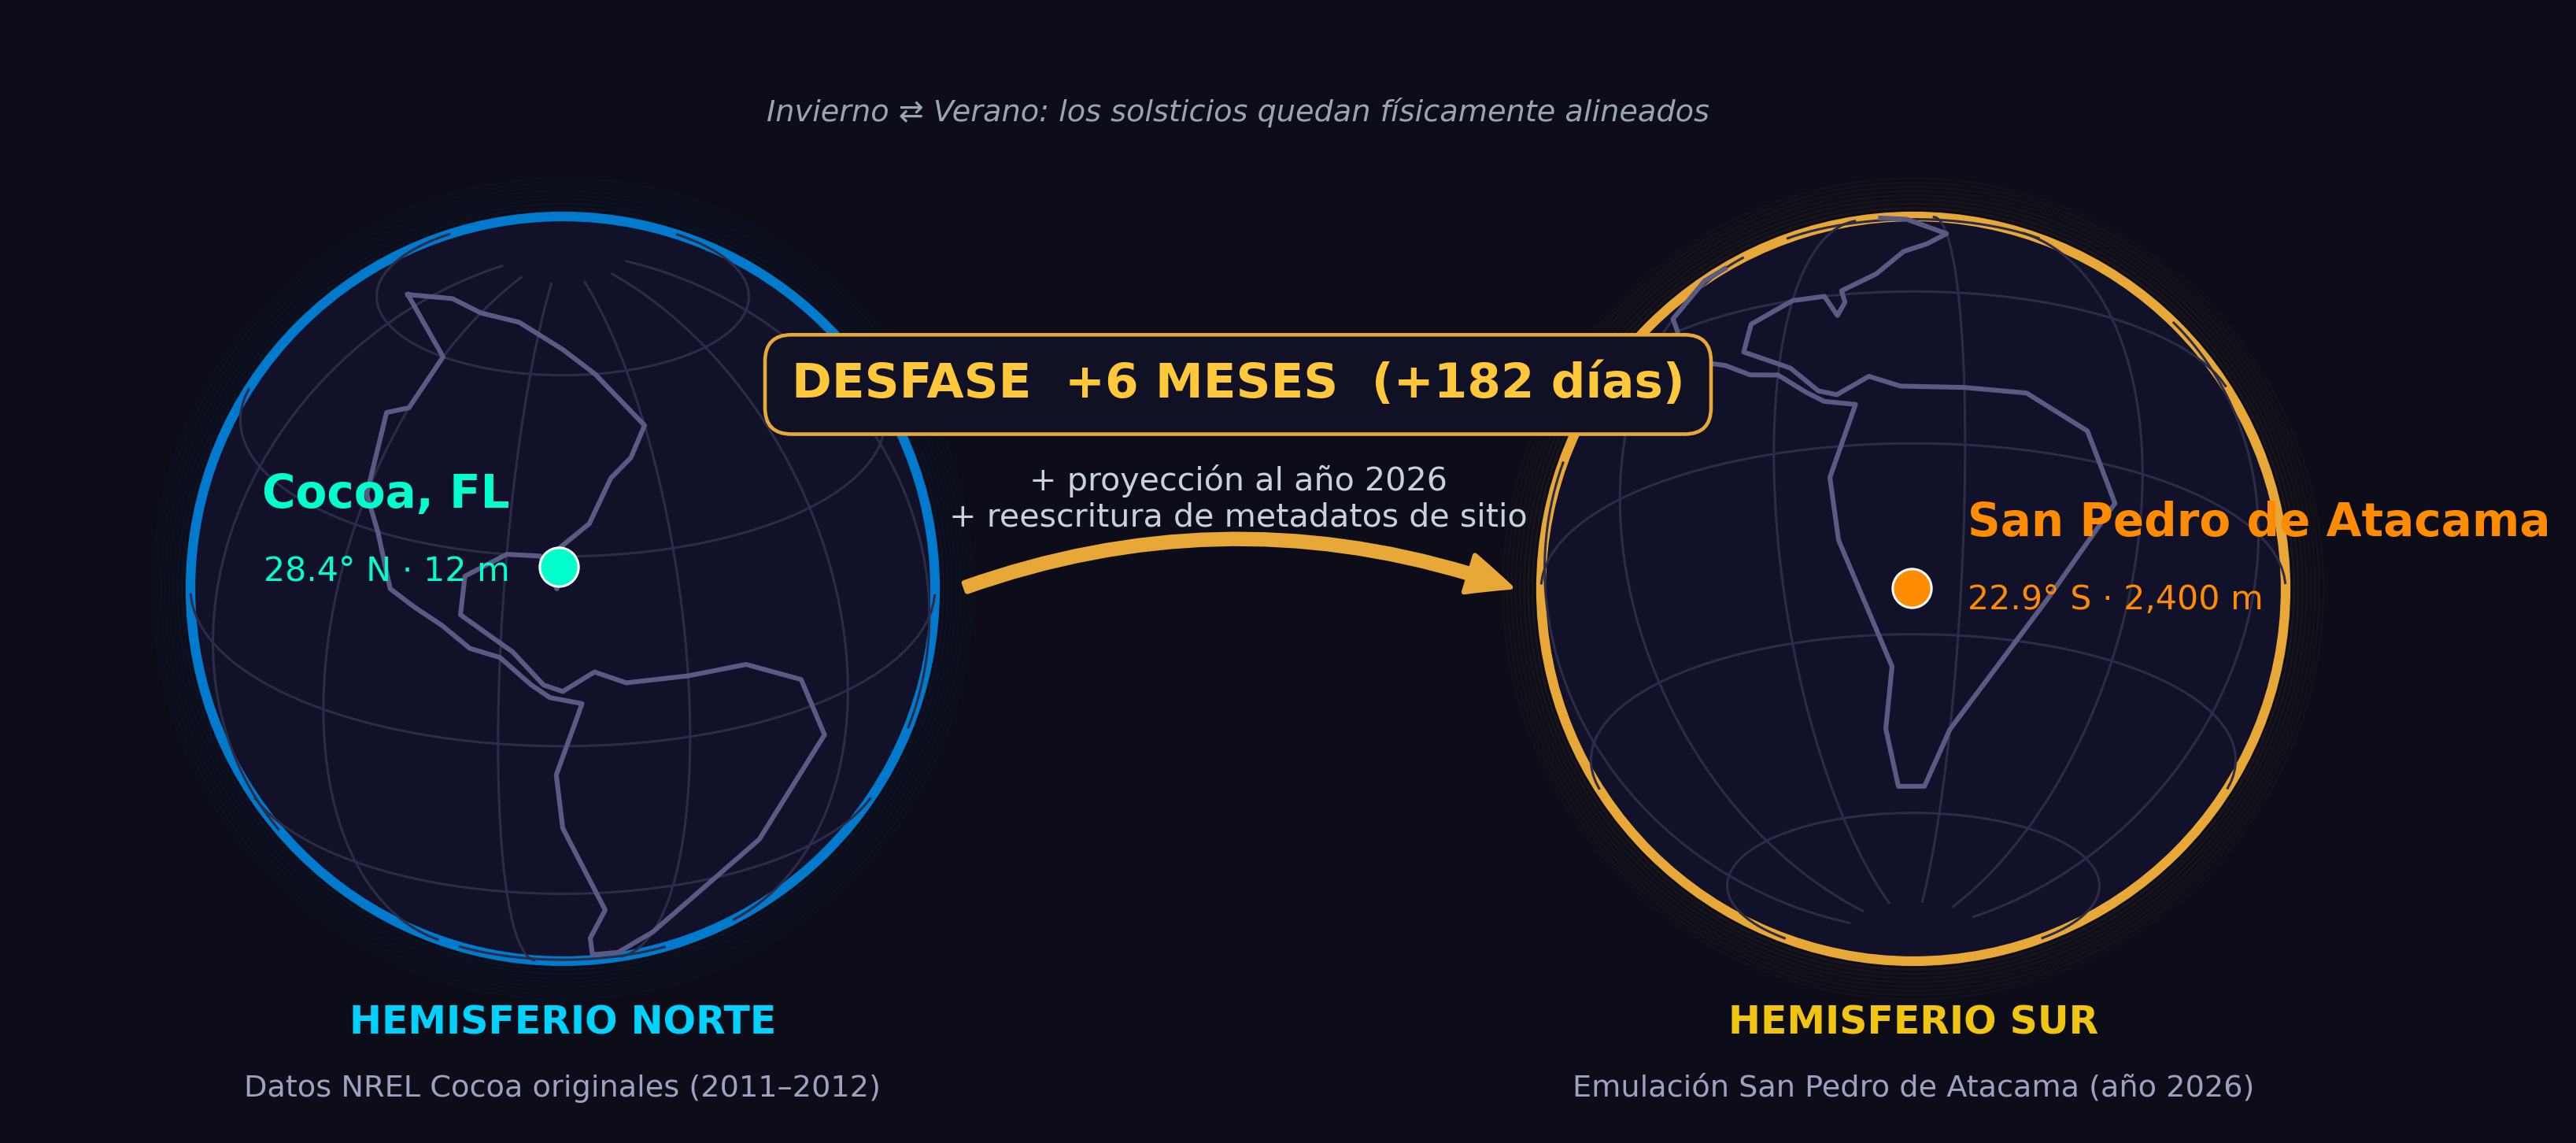 Invierno ⇄ Verano: los solsticios quedan físicamente alineados
DESFASE +6 MESES (+182 días)
+ proyección al año 2026
+ reescritura de metadatos de sitio
Cocoa, FL
28.4° N · 12 m
San Pedro de Atacama
22.9° S · 2,400 m
HEMISFERIO NORTE
Datos NREL Cocoa originales (2011–2012)
HEMISFERIO SUR
Emulación San Pedro de Atacama (año 2026)